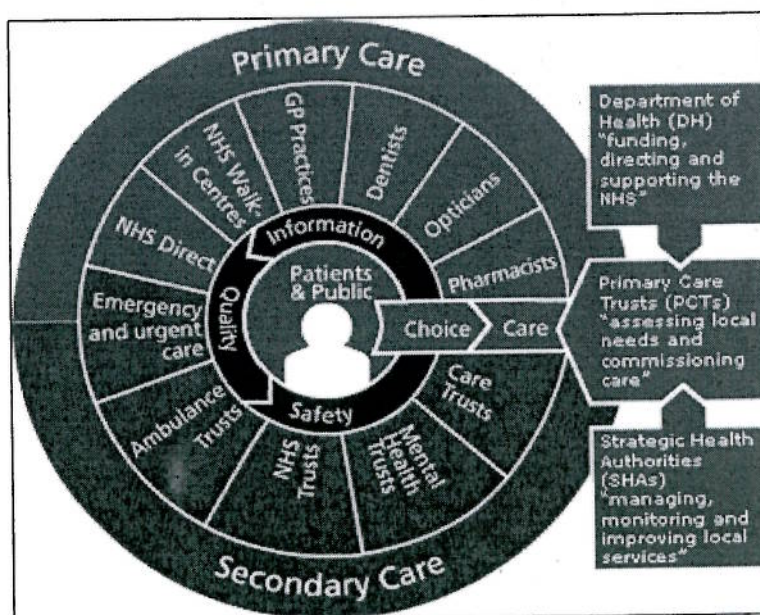 Primary Care
GP Practices
Dentists
Opticians
Pharmacists
NHS Walk-
in Centres
NHS Direct
Emergency
and urgent
care
Ambulance
Trusts
NHS
Trusts
Mental
Health
Trusts
Care
Trusts
Secondary Care
Information
Quality
Safety
Patients
& Public
Choice
Care
Department of
Health (DH)
"funding,
directing and
supporting the
NHS"
Primary Care
Trusts (PCTs)
"assessing local
needs and
commissioning
care"
Strategic Health
Authorities
(SHAs)
"managing,
monitoring and
improving local
services"